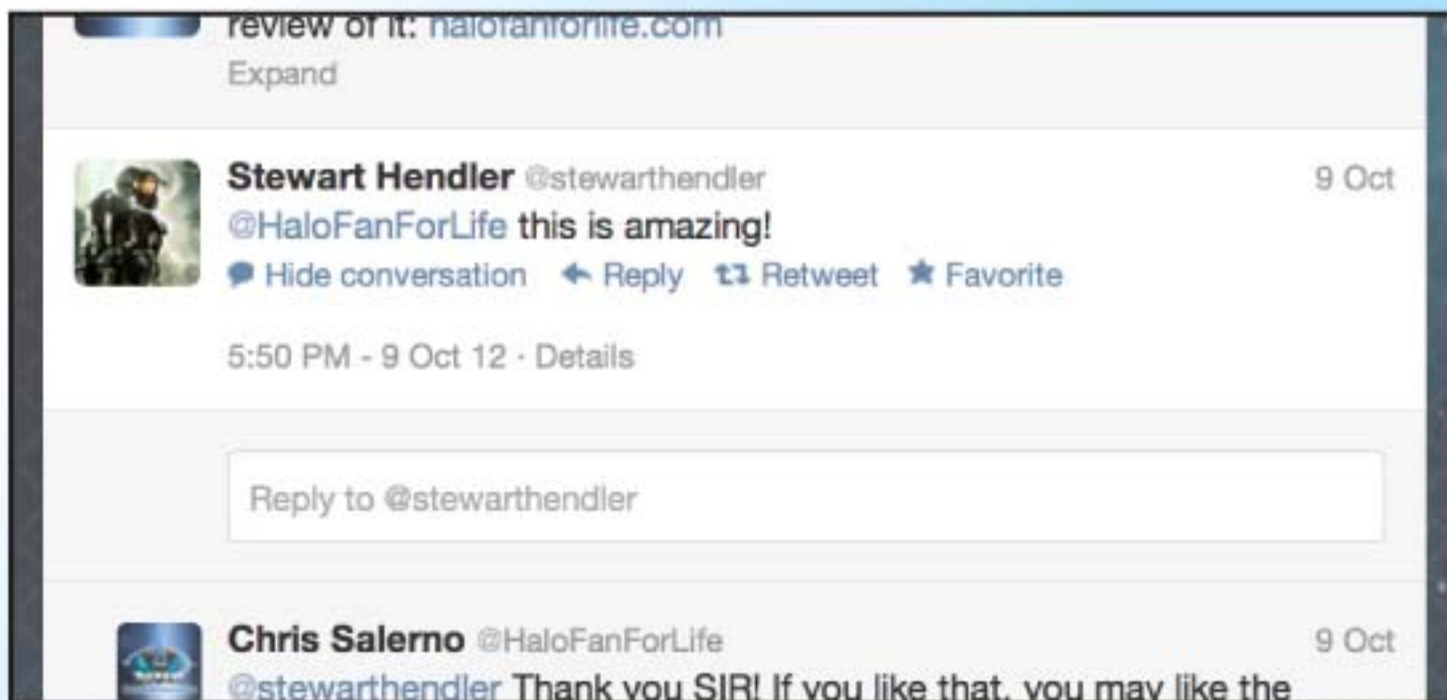 review of it: halofanforlife.com
Expand
Stewart Hendler @stewarthendler 9 Oct
@HaloFanForLife this is amazing!
Hide conversation Reply Retweet Favorite
5:50 PM - 9 Oct 12 · Details
Reply to @stewarthendler
Chris Salerno @HaloFanForLife 9 Oct
@stewarthendler Thank you SIR! If you like that, you may like the